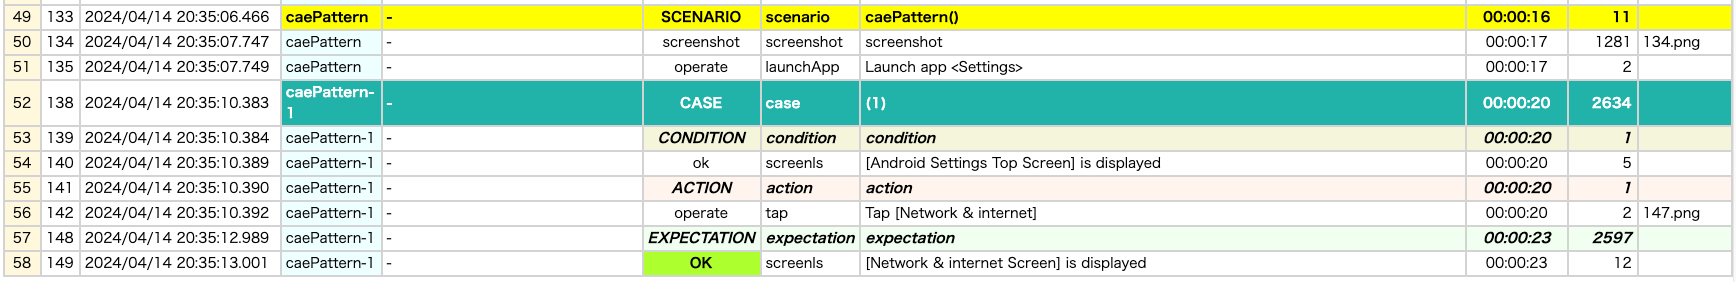 49 133 2024/04/14 20:35:06.466 caePattern - SCENARIO scenario caePattern() 00:00:16 11
50 134 2024/04/14 20:35:07.747 caePattern - screenshot screenshot screenshot 00:00:17 1281 134.png
51 135 2024/04/14 20:35:07.749 caePattern - operate launchApp Launch app <Settings> 00:00:17 2
52 138 2024/04/14 20:35:10.383 caePattern-1 - CASE case (1) 00:00:20 2634
53 139 2024/04/14 20:35:10.384 caePattern-1 - CONDITION condition condition 00:00:20 1
54 140 2024/04/14 20:35:10.389 caePattern-1 - ok screenIs [Android Settings Top Screen] is displayed 00:00:20 5
55 141 2024/04/14 20:35:10.390 caePattern-1 - ACTION action action 00:00:20 1
56 142 2024/04/14 20:35:10.392 caePattern-1 - operate tap Tap [Network & internet] 00:00:20 2 147.png
57 148 2024/04/14 20:35:12.989 caePattern-1 - EXPECTATION expectation expectation 00:00:23 2597
58 149 2024/04/14 20:35:13.001 caePattern-1 - OK screenIs [Network & internet Screen] is displayed 00:00:23 12